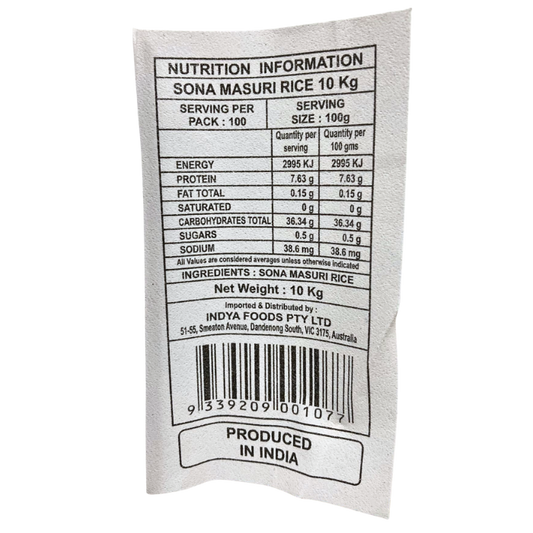 NUTRITION INFORMATION
SONA MASURI RICE 10 Kg
SERVING PER PACK : 100 SERVING SIZE : 100g
Quantity per serving Quantity per 100 gms
ENERGY 2995 KJ 2995 KJ
PROTEIN 7.63 g 7.63 g
FAT TOTAL 0.15 g 0.15 g
SATURATED 0 g 0 g
CARBOHYDRATES TOTAL 36.34 g 36.34 g
SUGARS 0.5 g 0.5 g
SODIUM 38.6 mg 38.6 mg
All Values are considered averages unless otherwise indicated
INGREDIENTS : SONA MASURI RICE
Net Weight : 10 Kg
Imported & Distributed by :
INDYA FOODS PTY LTD
51-55, Smeaton Avenue, Dandenong South, VIC 3175, Australia
9 339209 001077
PRODUCED
IN INDIA